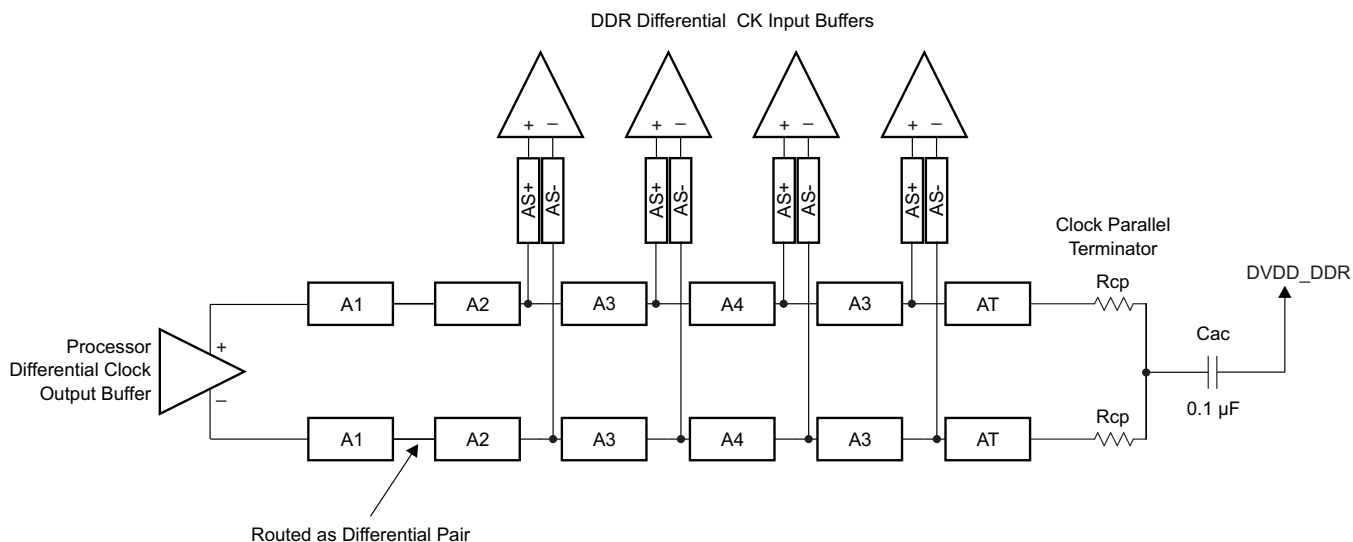 DDR Differential CK Input Buffers
+ – + – + – + –
AS+ AS- AS+ AS- AS+ AS- AS+ AS-
Clock Parallel
Terminator
Rcp
DVDD_DDR
A1 A2 A3 A4 A3 AT
Processor
Differential Clock
Output Buffer
+
–
Cac
0.1 µF
Rcp
A1 A2 A3 A4 A3 AT
Routed as Differential Pair